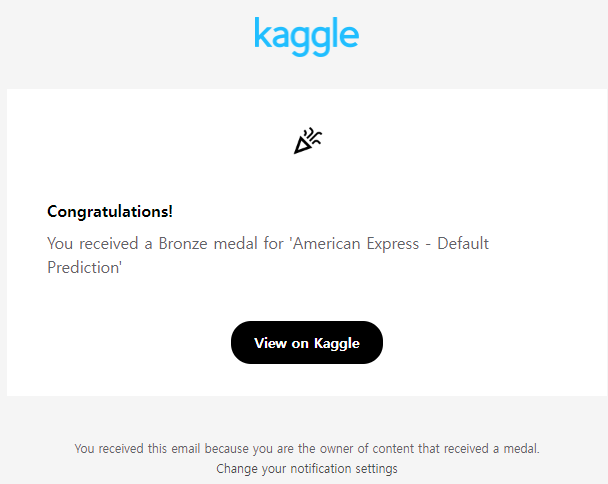 kaggle
Congratulations!
You received a Bronze medal for 'American Express - Default
Prediction'
View on Kaggle
You received this email because you are the owner of content that received a medal.
Change your notification settings